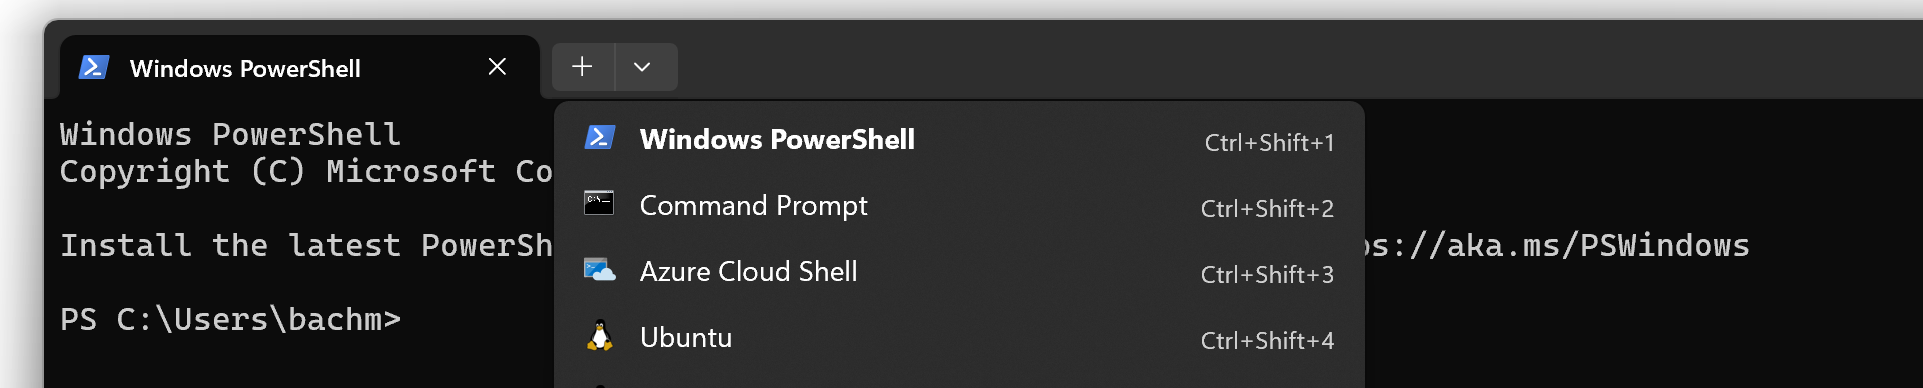 Windows PowerShell
Windows PowerShell
Copyright (C) Microsoft Co
Install the latest PowerSh
ps://aka.ms/PSWindows
PS C:\Users\bachm>
Windows PowerShell Ctrl+Shift+1
Command Prompt Ctrl+Shift+2
Azure Cloud Shell Ctrl+Shift+3
Ubuntu Ctrl+Shift+4